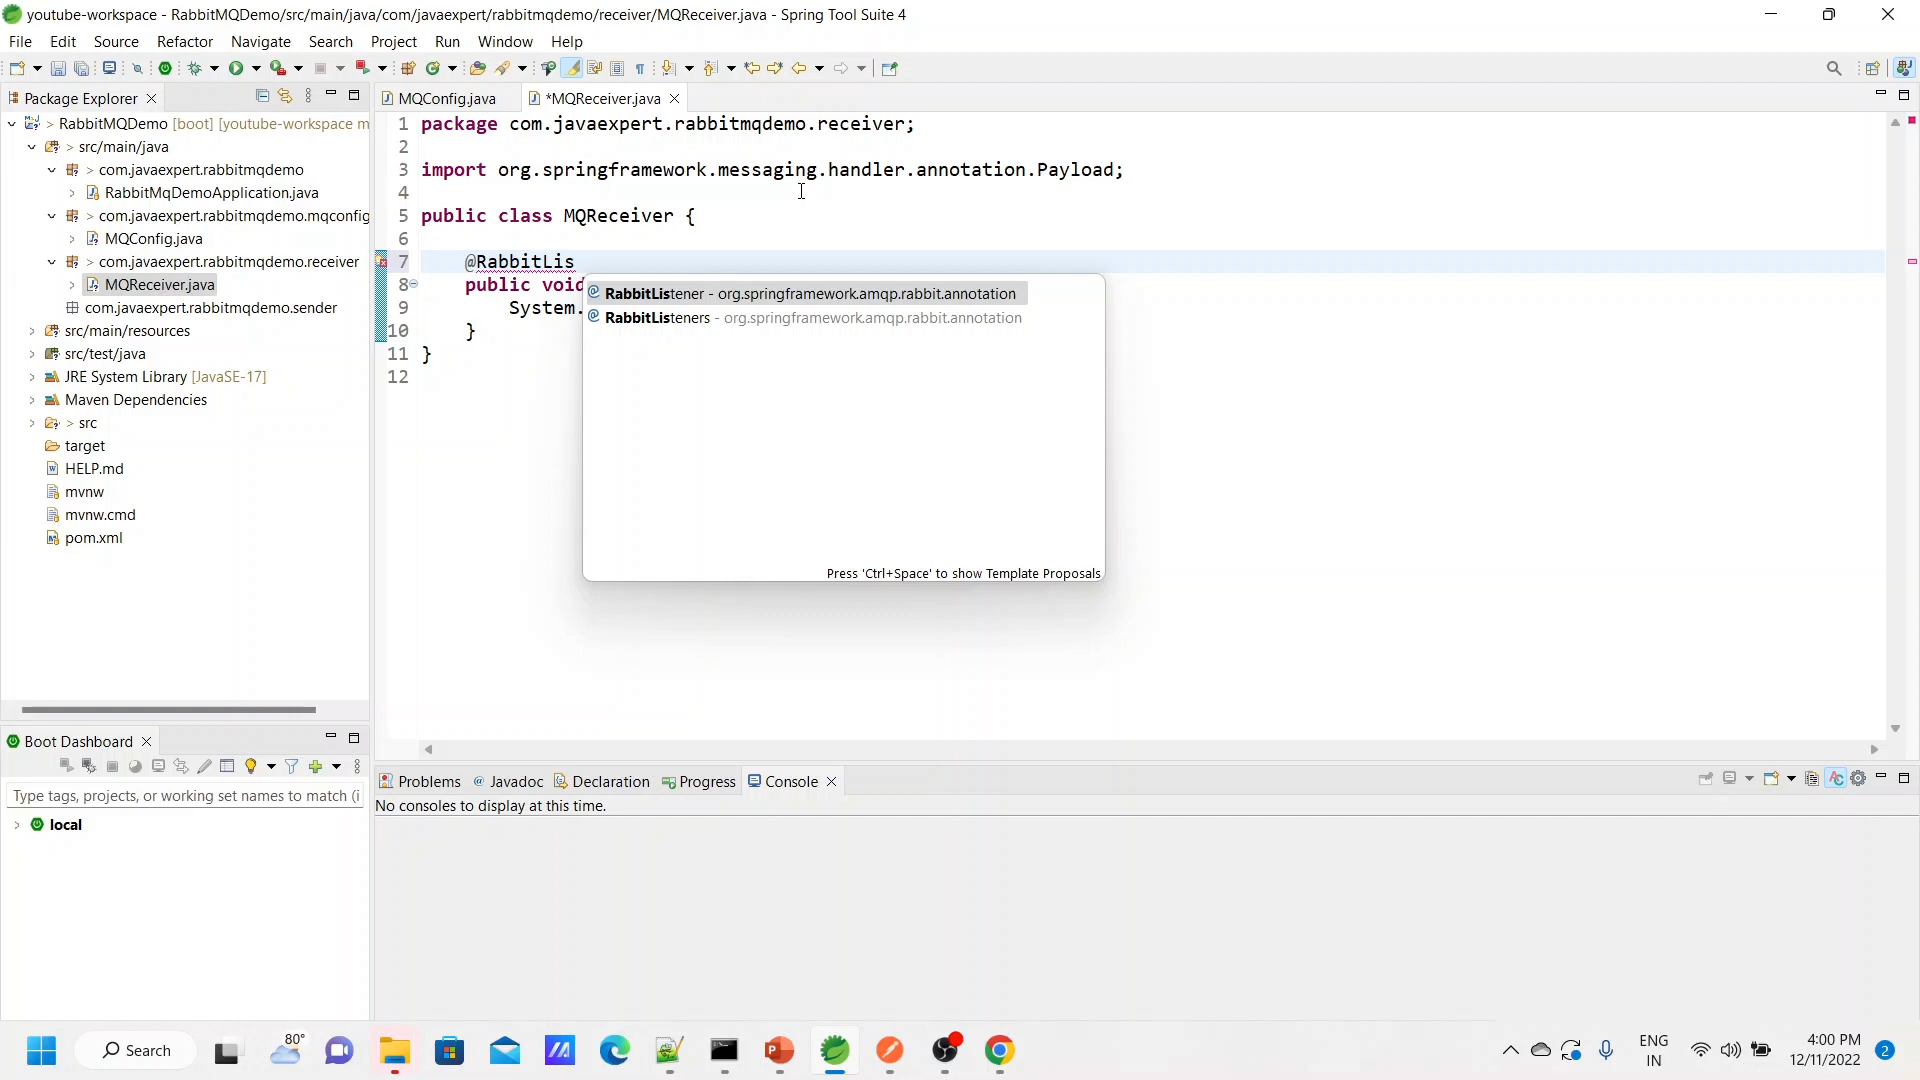 youtube-workspace - RabbitMQDemo/src/main/java/com/javaexpert/rabbitmqdemo/receiver/MQReceiver.java - Spring Tool Suite 4
File Edit Source Refactor Navigate Search Project Run Window Help
Package Explorer
> RabbitMQDemo [boot] [youtube-workspace m
> src/main/java
> com.javaexpert.rabbitmqdemo
RabbitMqDemoApplication.java
> com.javaexpert.rabbitmqdemo.mqconfig
MQConfig.java
> com.javaexpert.rabbitmqdemo.receiver
MQReceiver.java
com.javaexpert.rabbitmqdemo.sender
> src/main/resources
src/test/java
JRE System Library [JavaSE-17]
Maven Dependencies
> src
target
HELP.md
mvnw
mvnw.cmd
pom.xml
MQConfig.java *MQReceiver.java
1 package com.javaexpert.rabbitmqdemo.receiver;
2
3 import org.springframework.messaging.handler.annotation.Payload;
4
5 public class MQReceiver {
6
7 @RabbitLis
8 public void
9 System.
10 }
11 }
12
RabbitListener - org.springframework.amqp.rabbit.annotation
RabbitListeners - org.springframework.amqp.rabbit.annotation
Press 'Ctrl+Space' to show Template Proposals
Boot Dashboard
Type tags, projects, or working set names to match (i
local
Problems Javadoc Declaration Progress Console
No consoles to display at this time.
Search
80°
ENG
IN
4:00 PM
12/11/2022
2